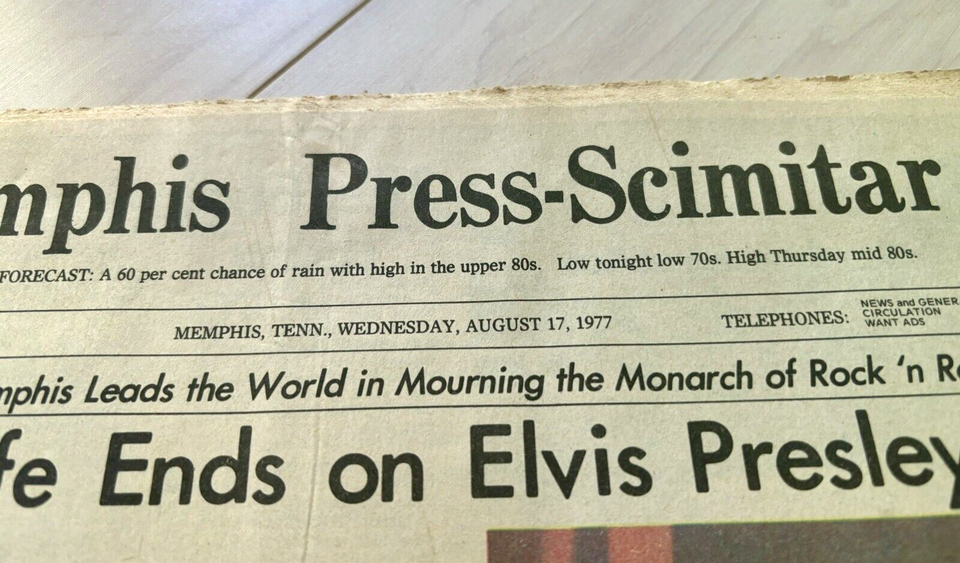 mphis Press-Scimitar
FORECAST: A 60 per cent chance of rain with high in the upper 80s. Low tonight low 70s. High Thursday mid 80s.
MEMPHIS, TENN., WEDNESDAY, AUGUST 17, 1977 TELEPHONES:
NEWS and GENER
CIRCULATION
WANT ADS
mphis Leads the World in Mourning the Monarch of Rock 'n Ro
fe Ends on Elvis Presley